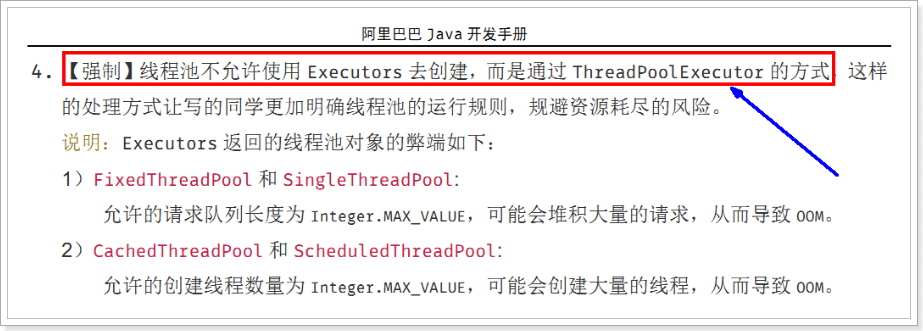 阿里巴巴 Java 开发手册
4.【强制】线程池不允许使用 Executors 去创建，而是通过 ThreadPoolExecutor 的方式，这样
的处理方式让写的同学更加明确线程池的运行规则，规避资源耗尽的风险。
说明：Executors 返回的线程池对象的弊端如下：
1）FixedThreadPool 和 SingleThreadPool:
允许的请求队列长度为 Integer.MAX_VALUE，可能会堆积大量的请求，从而导致 OOM。
2）CachedThreadPool 和 ScheduledThreadPool:
允许的创建线程数量为 Integer.MAX_VALUE，可能会创建大量的线程，从而导致 OOM。